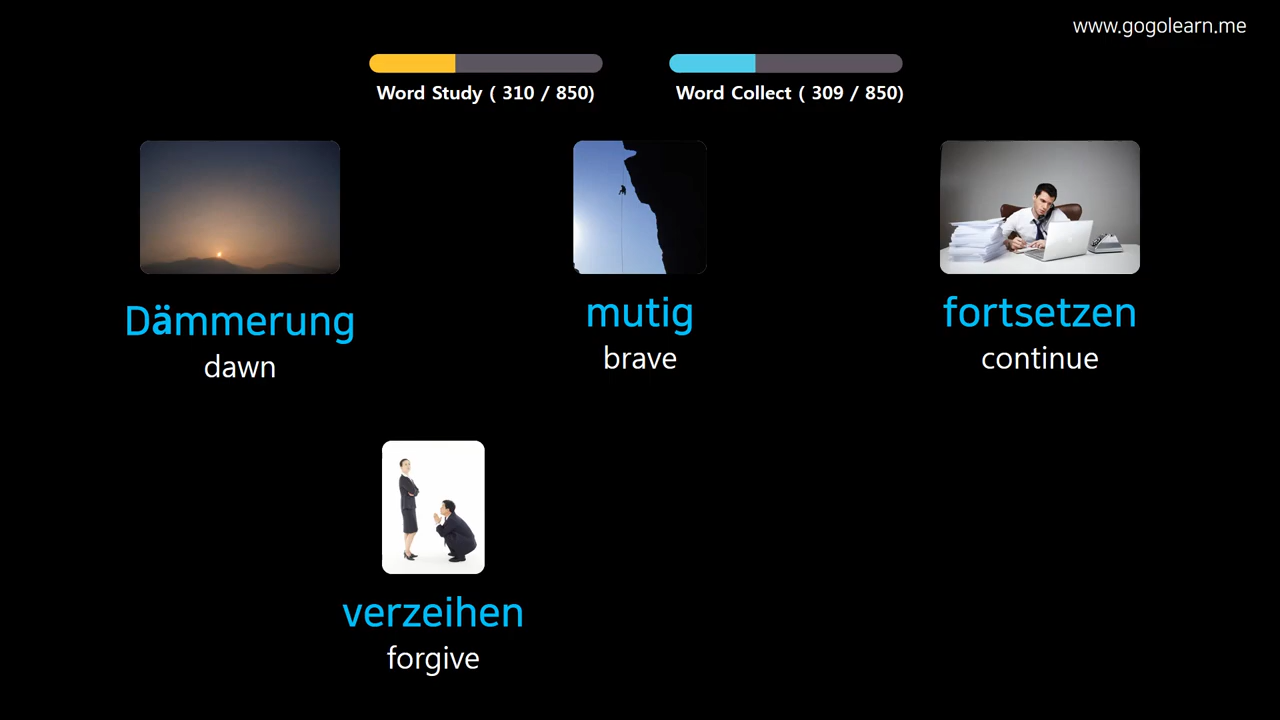 www.gogolearn.me
Word Study ( 310 / 850)
Word Collect ( 309 / 850)
Dämmerung
dawn
mutig
brave
fortsetzen
continue
verzeihen
forgive